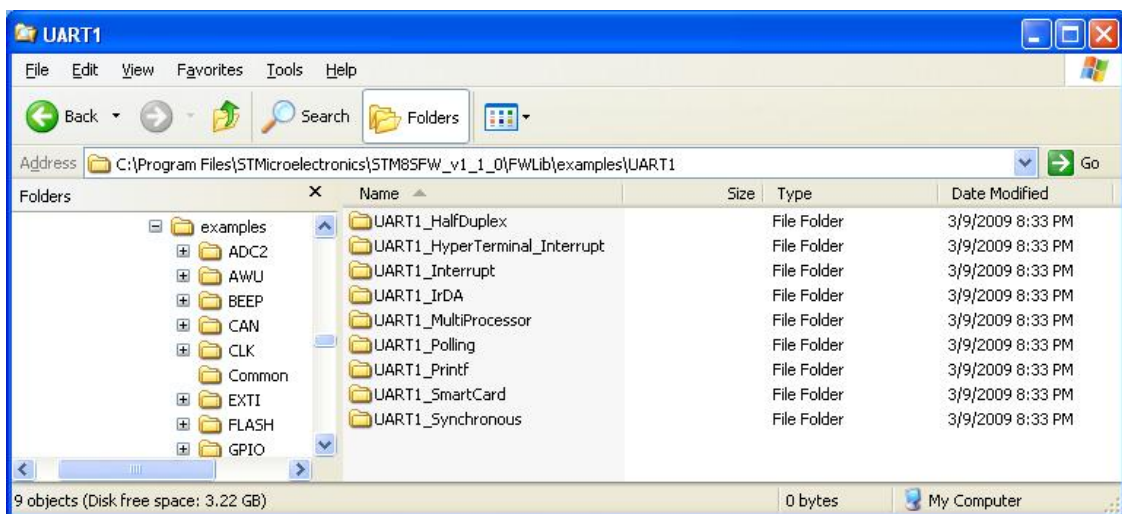 UART1
File Edit View Favorites Tools Help
Back Search Folders
Address C:\Program Files\STMicroelectronics\STM8SFW_v1_1_0\FWLib\examples\UART1 Go
Folders × Name Size Type Date Modified
examples
ADC2
AWU
BEEP
CAN
CLK
Common
EXTI
FLASH
GPIO
UART1_HalfDuplex File Folder 3/9/2009 8:33 PM
UART1_HyperTerminal_Interrupt File Folder 3/9/2009 8:33 PM
UART1_Interrupt File Folder 3/9/2009 8:33 PM
UART1_IrDA File Folder 3/9/2009 8:33 PM
UART1_MultiProcessor File Folder 3/9/2009 8:33 PM
UART1_Polling File Folder 3/9/2009 8:33 PM
UART1_Printf File Folder 3/9/2009 8:33 PM
UART1_SmartCard File Folder 3/9/2009 8:33 PM
UART1_Synchronous File Folder 3/9/2009 8:33 PM
9 objects (Disk free space: 3.22 GB) 0 bytes My Computer